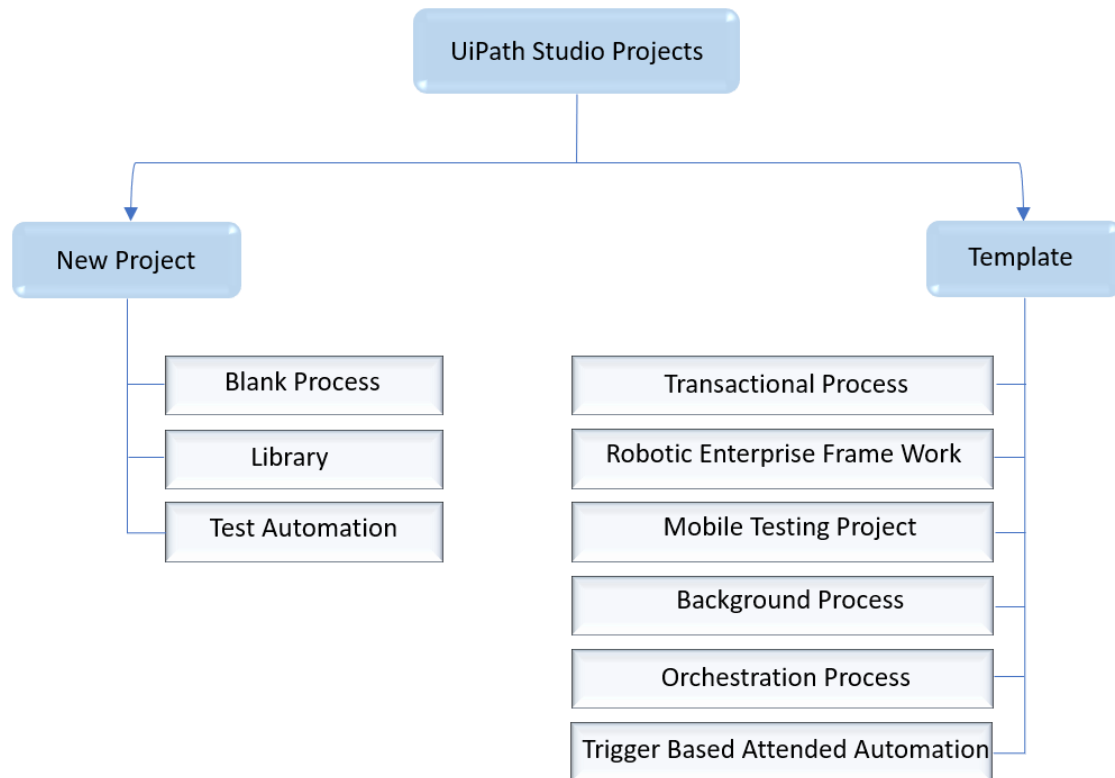 UiPath Studio Projects
New Project
Template
Blank Process
Library
Test Automation
Transactional Process
Robotic Enterprise Frame Work
Mobile Testing Project
Background Process
Orchestration Process
Trigger Based Attended Automation